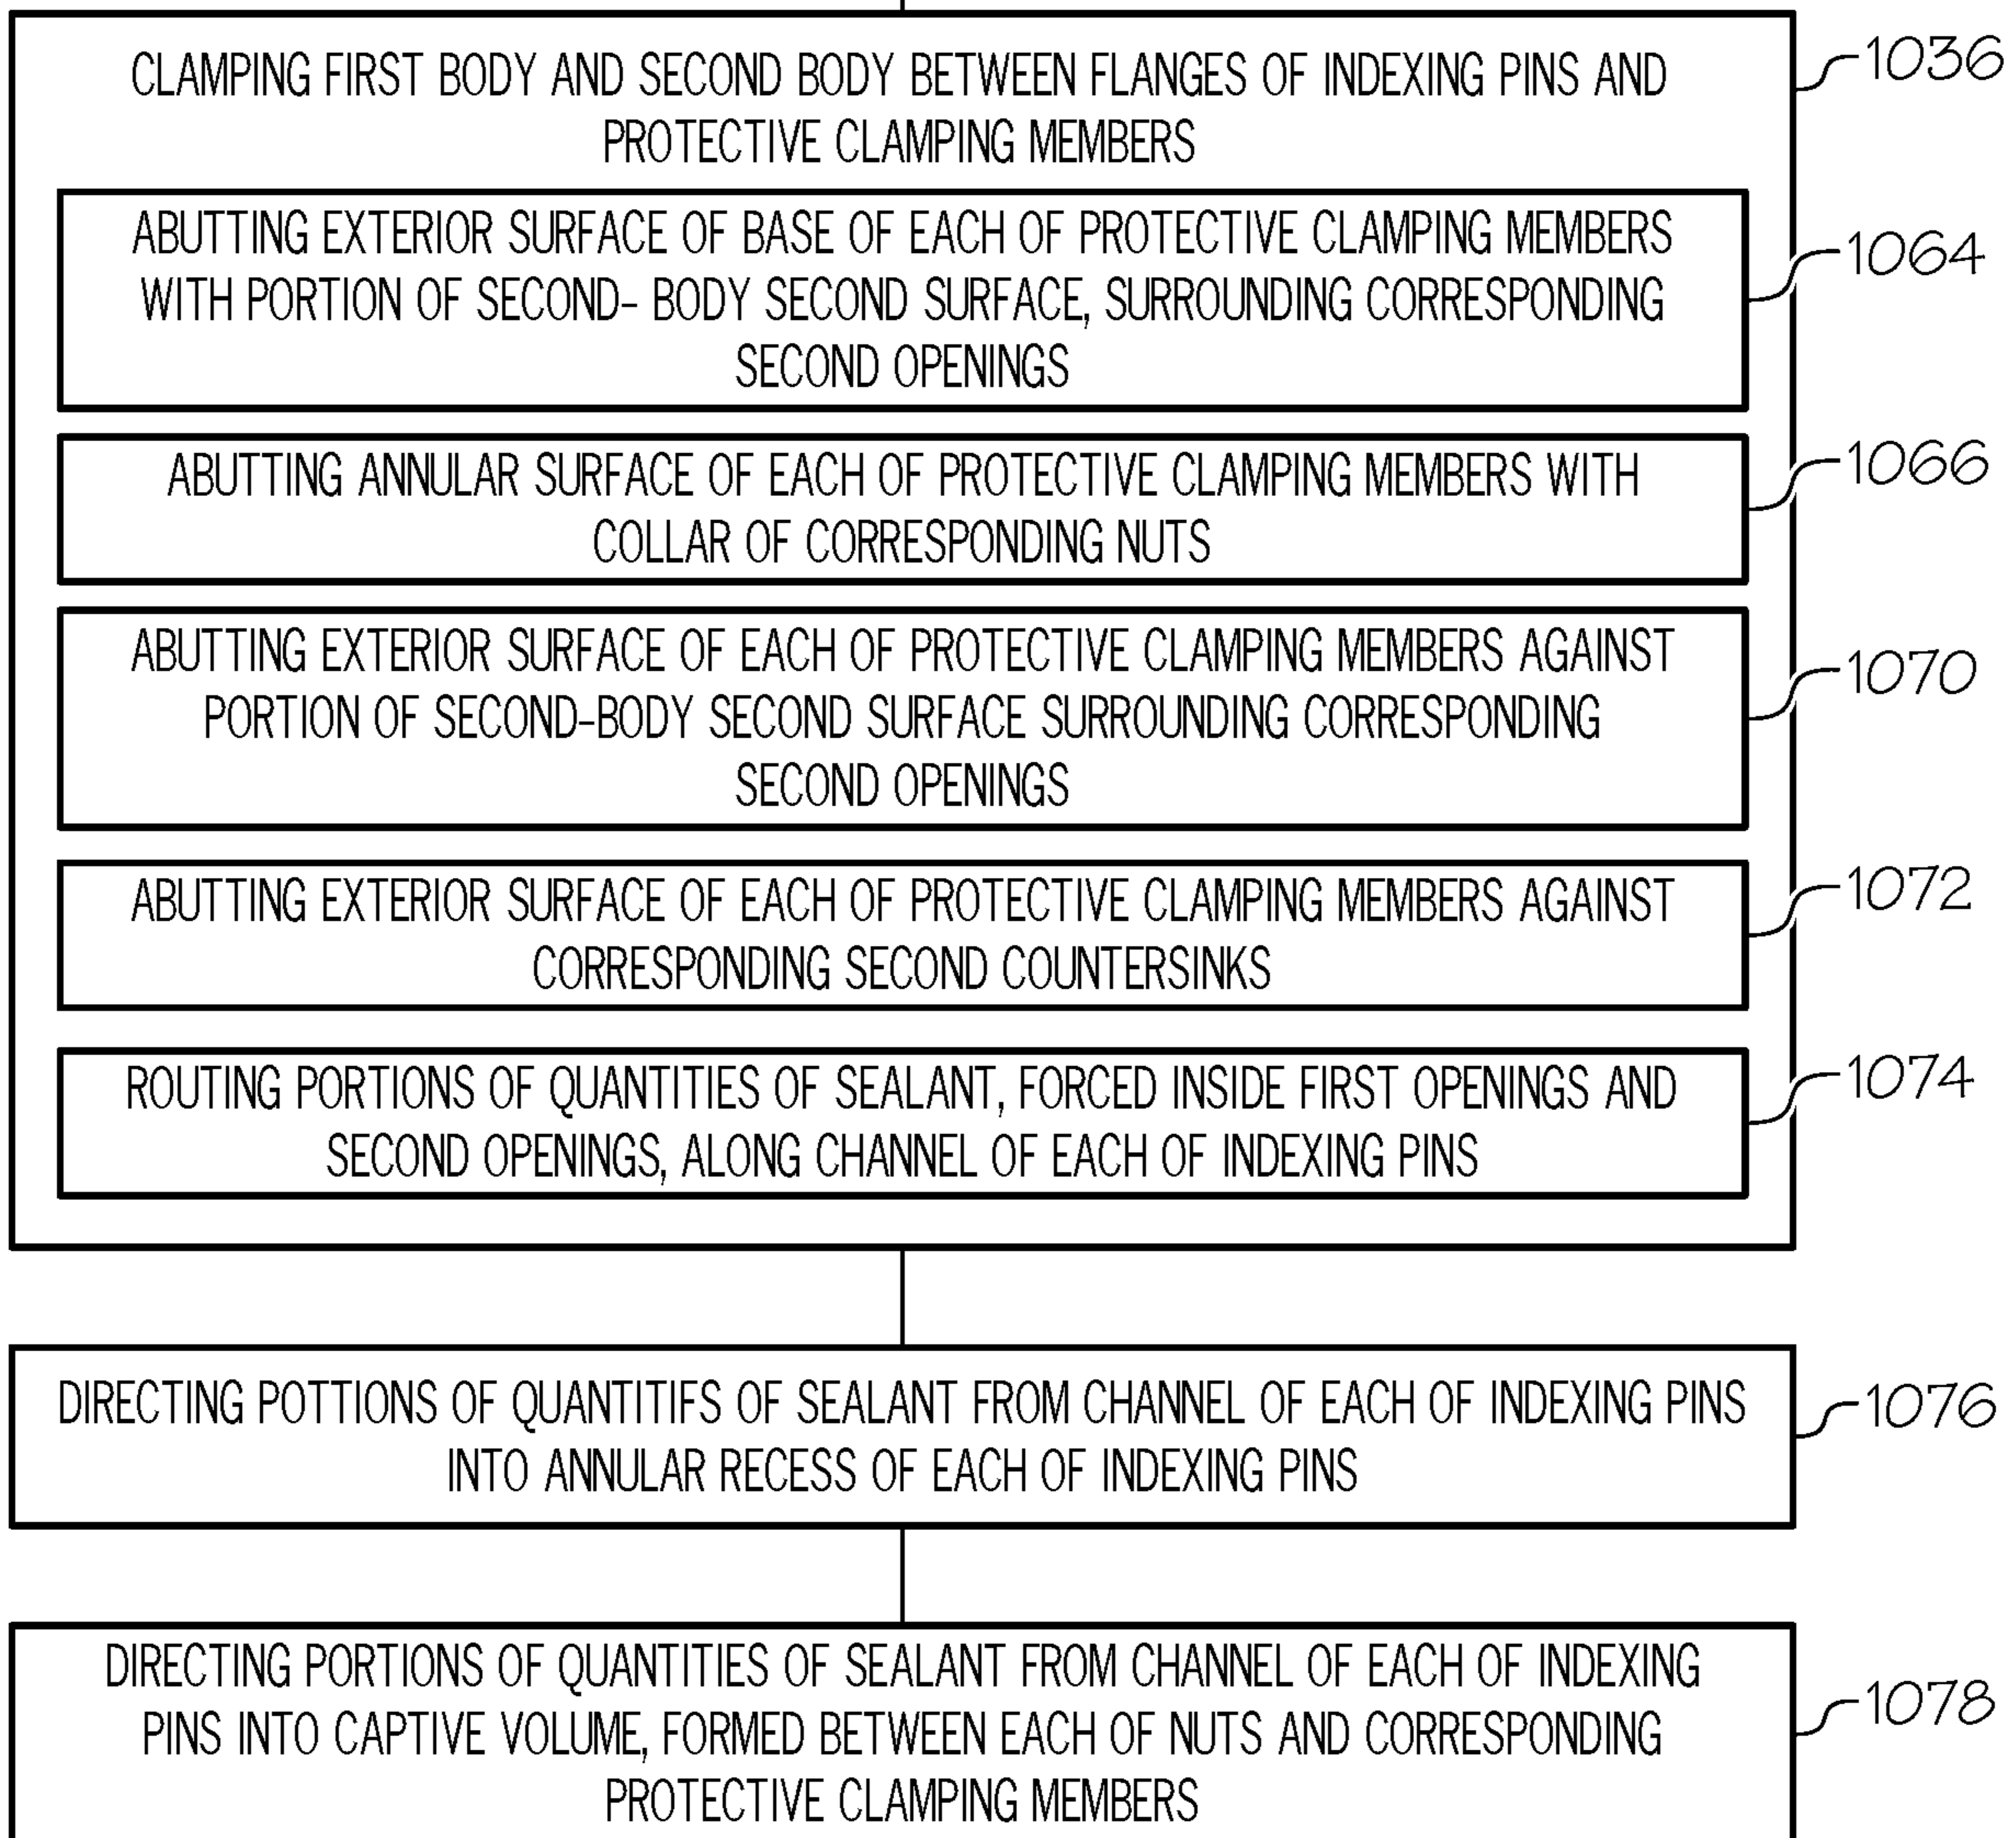 CLAMPING FIRST BODY AND SECOND BODY BETWEEN FLANGES OF INDEXING PINS AND
PROTECTIVE CLAMPING MEMBERS
1036
ABUTTING EXTERIOR SURFACE OF BASE OF EACH OF PROTECTIVE CLAMPING MEMBERS
WITH PORTION OF SECOND- BODY SECOND SURFACE, SURROUNDING CORRESPONDING
SECOND OPENINGS
1064
ABUTTING ANNULAR SURFACE OF EACH OF PROTECTIVE CLAMPING MEMBERS WITH
COLLAR OF CORRESPONDING NUTS
1066
ABUTTING EXTERIOR SURFACE OF EACH OF PROTECTIVE CLAMPING MEMBERS AGAINST
PORTION OF SECOND-BODY SECOND SURFACE SURROUNDING CORRESPONDING
SECOND OPENINGS
1070
ABUTTING EXTERIOR SURFACE OF EACH OF PROTECTIVE CLAMPING MEMBERS AGAINST
CORRESPONDING SECOND COUNTERSINKS
1072
ROUTING PORTIONS OF QUANTITIES OF SEALANT, FORCED INSIDE FIRST OPENINGS AND
SECOND OPENINGS, ALONG CHANNEL OF EACH OF INDEXING PINS
1074
DIRECTING POTTIONS OF QUANTITIFS OF SEALANT FROM CHANNEL OF EACH OF INDEXING PINS
INTO ANNULAR RECESS OF EACH OF INDEXING PINS
1076
DIRECTING PORTIONS OF QUANTITIES OF SEALANT FROM CHANNEL OF EACH OF INDEXING
PINS INTO CAPTIVE VOLUME, FORMED BETWEEN EACH OF NUTS AND CORRESPONDING
PROTECTIVE CLAMPING MEMBERS
1078